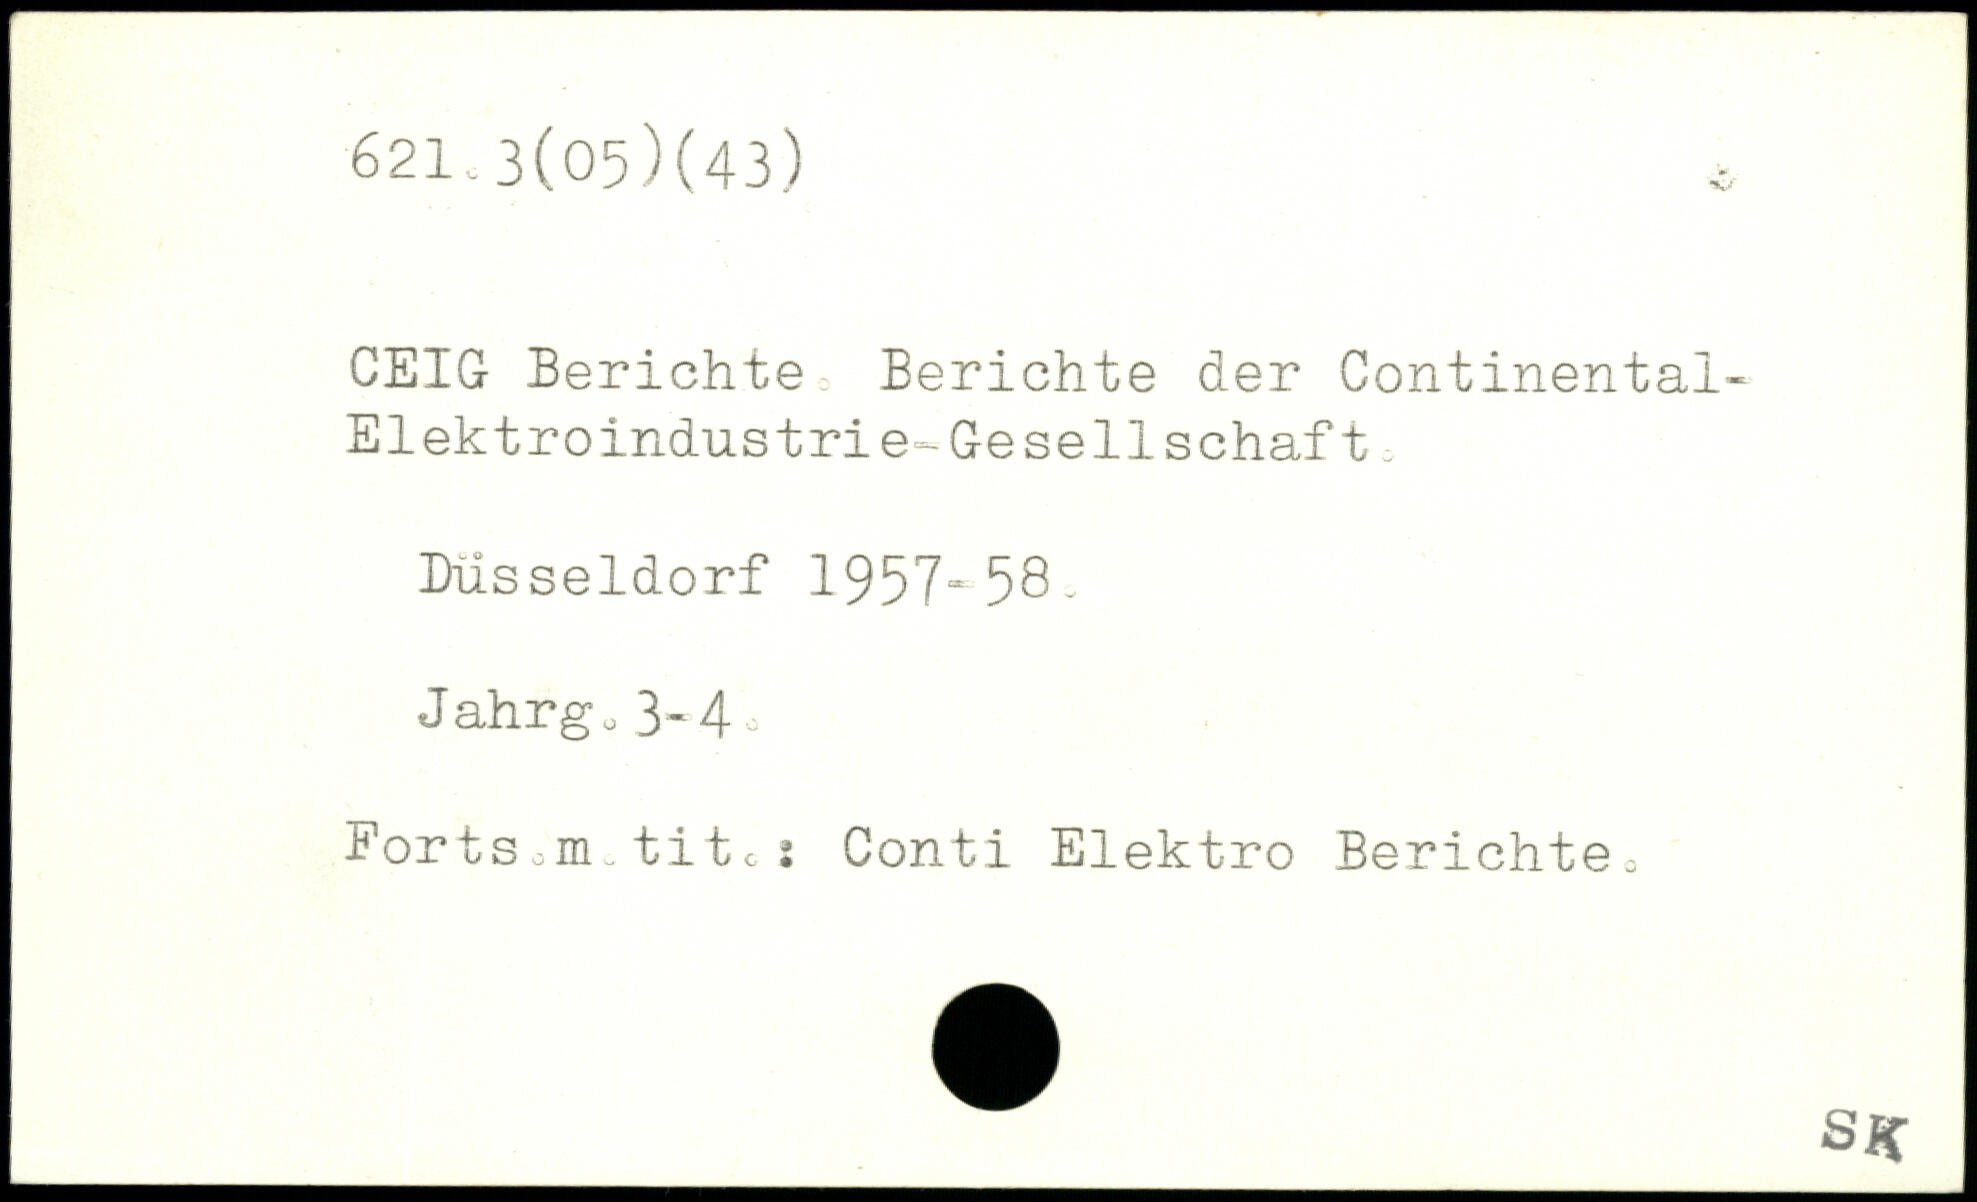 621.3(05)(43)
CEIG Berichte. Berichte der Continental-
Elektroindustrie-Gesellschaft.
Düsseldorf 1957-58.
Jahrg.3-4.
Forts.m.tit.: Conti Elektro Berichte.
SK